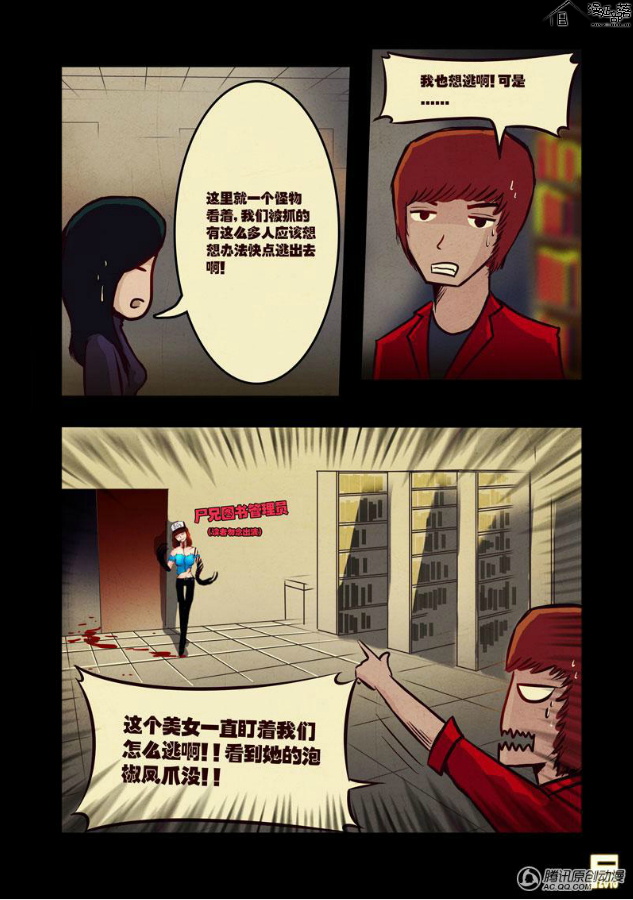 漫画部落
这里就一个怪物
看着，我们被抓的
有这么多人应该想
想办法快点逃出去
啊！
我也想逃啊！可是
……
尸兄图书管理员
这个美女一直盯着我们
怎么逃啊！！看到她的泡
椒凤爪没！！
腾讯原创动漫
AC.QQ.COM